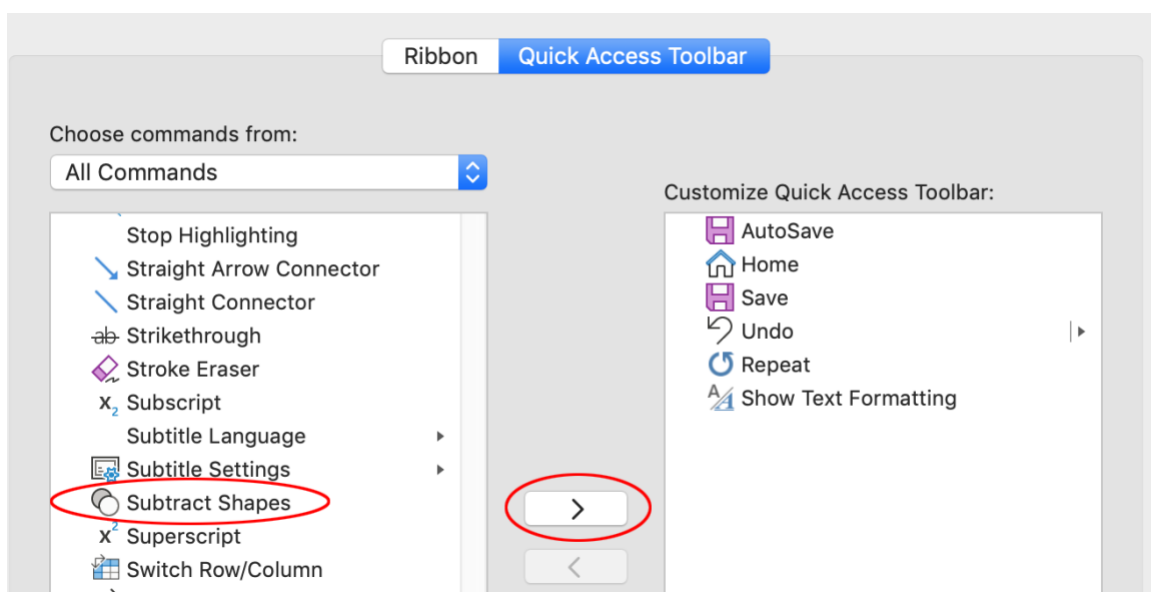 Ribbon
Quick Access Toolbar
Choose commands from:
All Commands
Customize Quick Access Toolbar:
Stop Highlighting
Straight Arrow Connector
Straight Connector
Strikethrough
Stroke Eraser
Subscript
Subtitle Language
Subtitle Settings
Subtract Shapes
Superscript
Switch Row/Column
AutoSave
Home
Save
Undo
Repeat
Show Text Formatting